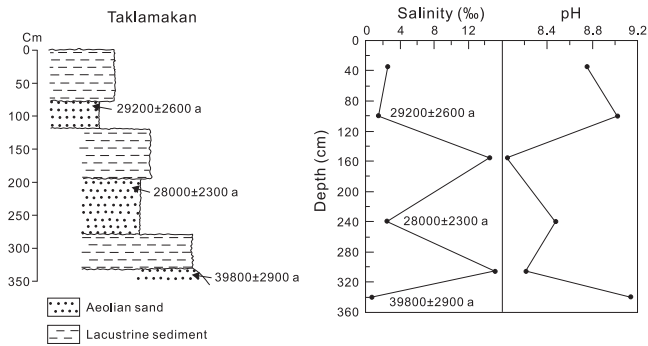 Taklamakan
Cm
0
50
100
150
200
250
300
350
29200±2600 a
28000±2300 a
39800±2900 a
Aeolian sand
Lacustrine sediment
Salinity (‰)
pH
0
4
12
8.4
8.8
9.2
Depth (cm)
0
40
80
120
160
200
240
280
320
360
29200±2600 a
28000±2300 a
39800±2900 a